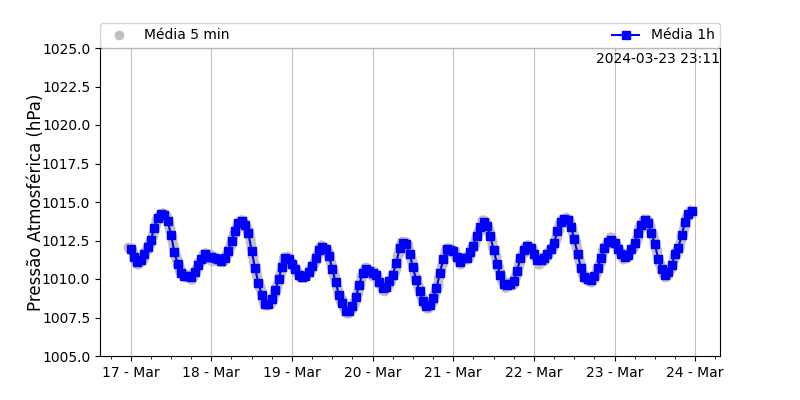 Média 5 min
Média 1h
2024-03-23 23:11
Pressão Atmosférica (hPa)
1025.0
1022.5
1020.0
1017.5
1015.0
1012.5
1010.0
1007.5
1005.0
17 - Mar
18 - Mar
19 - Mar
20 - Mar
21 - Mar
22 - Mar
23 - Mar
24 - Mar